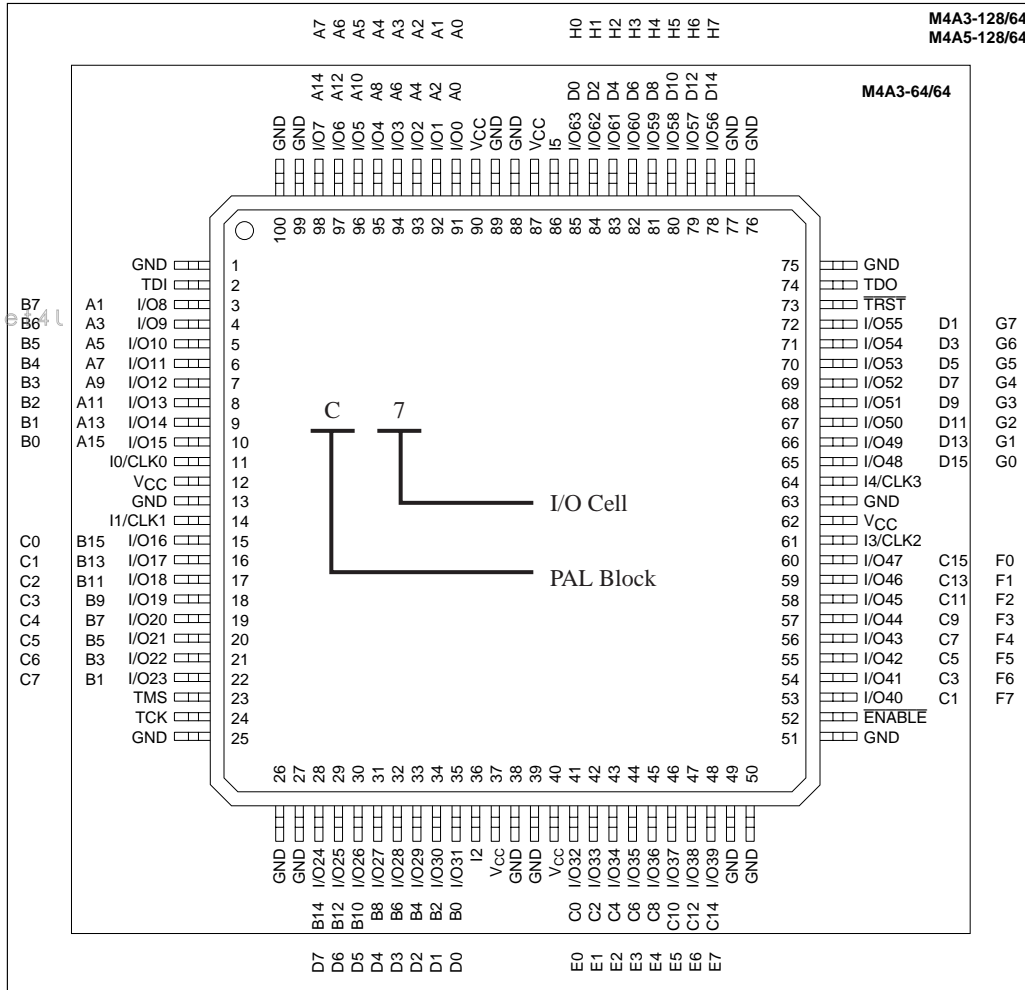 M4A3-128/64
M4A5-128/64
A7 A6 A5 A4 A3 A2 A1 A0 H0 H1 H2 H3 H4 H5 H6 H7
M4A3-64/64
A14 A12 A10 A8 A6 A4 A2 A0 D0 D2 D4 D6 D8 D10 D12 D14
GND GND I/O7 I/O6 I/O5 I/O4 I/O3 I/O2 I/O1 I/O0 VCC GND GND VCC I5 I/O63 I/O62 I/O61 I/O60 I/O59 I/O58 I/O57 I/O56 GND GND
100 99 98 97 96 95 94 93 92 91 90 89 88 87 86 85 84 83 82 81 80 79 78 77 76
GND 1 75 GND
TDI 2 74 TDO
B7 A1 I/O8 3 73 TRST
B6 A3 I/O9 4 72 I/O55 D1 G7
B5 A5 I/O10 5 71 I/O54 D3 G6
B4 A7 I/O11 6 70 I/O53 D5 G5
B3 A9 I/O12 7 69 I/O52 D7 G4
B2 A11 I/O13 8 68 I/O51 D9 G3
B1 A13 I/O14 9 67 I/O50 D11 G2
B0 A15 I/O15 10 66 I/O49 D13 G1
I0/CLK0 11 65 I/O48 D15 G0
VCC 12 64 I4/CLK3
GND 13 63 GND
I1/CLK1 14 62 VCC
C0 B15 I/O16 15 61 I3/CLK2
C1 B13 I/O17 16 60 I/O47 C15 F0
C2 B11 I/O18 17 59 I/O46 C13 F1
C3 B9 I/O19 18 58 I/O45 C11 F2
C4 B7 I/O20 19 57 I/O44 C9 F3
C5 B5 I/O21 20 56 I/O43 C7 F4
C6 B3 I/O22 21 55 I/O42 C5 F5
C7 B1 I/O23 22 54 I/O41 C3 F6
TMS 23 53 I/O40 C1 F7
TCK 24 52 ENABLE
GND 25 51 GND
C 7
I/O Cell
PAL Block
26 27 28 29 30 31 32 33 34 35 36 37 38 39 40 41 42 43 44 45 46 47 48 49 50
GND GND I/O24 I/O25 I/O26 I/O27 I/O28 I/O29 I/O30 I/O31 I2 VCC GND GND VCC I/O32 I/O33 I/O34 I/O35 I/O36 I/O37 I/O38 I/O39 GND GND
B14 B12 B10 B8 B6 B4 B2 B0 C0 C2 C4 C6 C8 C10 C12 C14
D7 D6 D5 D4 D3 D2 D1 D0 E0 E1 E2 E3 E4 E5 E6 E7